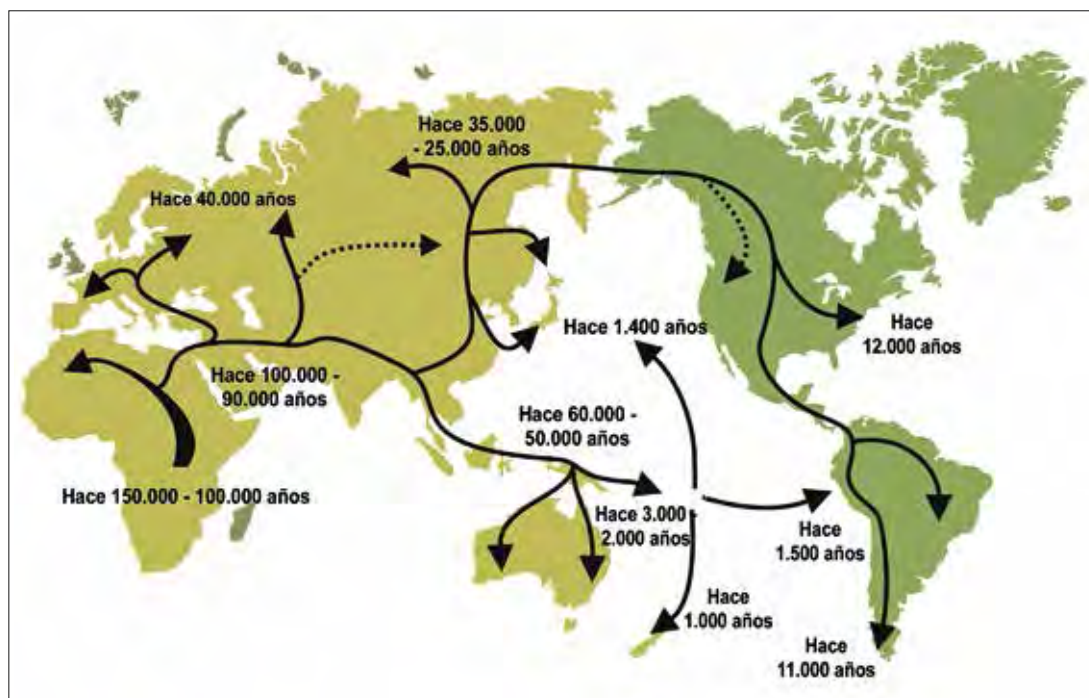 Hace 35.000
- 25.000 años
Hace 40.000 años
Hace 1.400 años
Hace
12.000 años
Hace 100.000 -
90.000 años
Hace 60.000 -
50.000 años
Hace 150.000 - 100.000 años
Hace 3.000 -
2.000 años
Hace
1.500 años
Hace
1.000 años
Hace
11.000 años